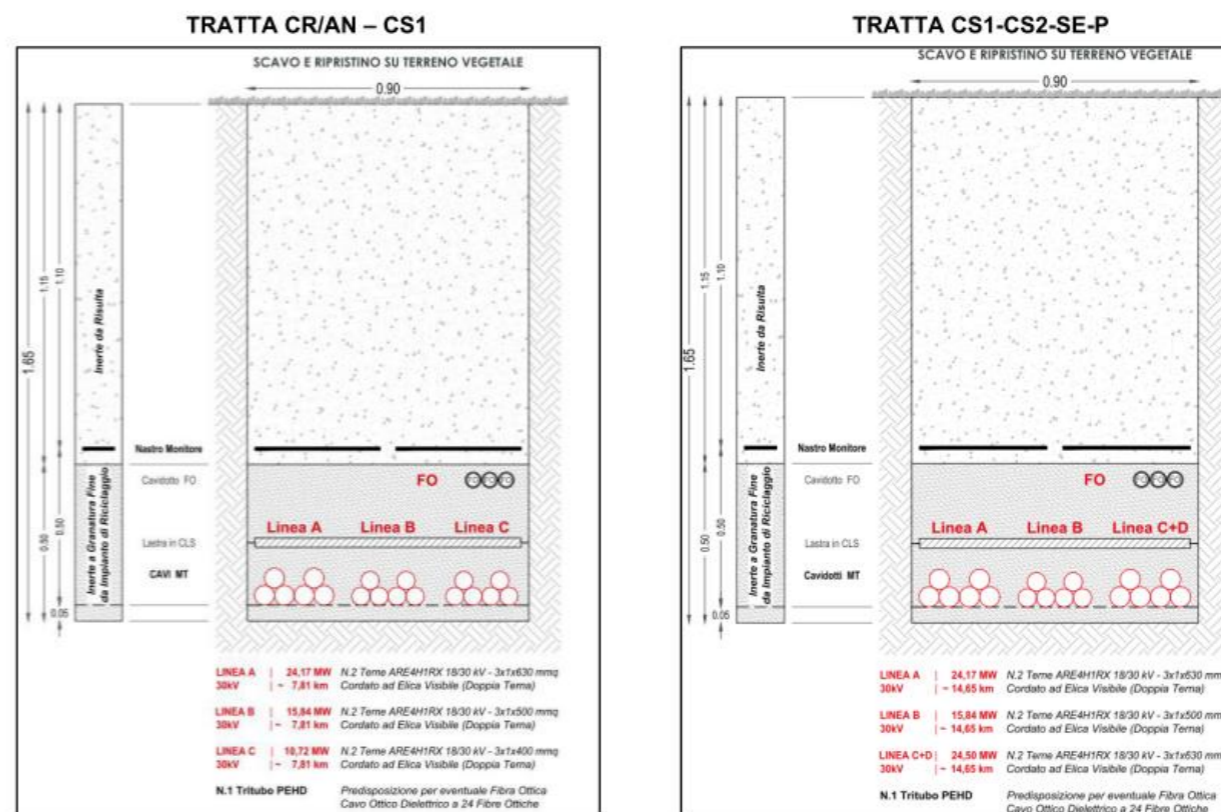 TRATTA CR/AN – CS1
SCAVO E RIPRISTINO SU TERRENO VEGETALE
0.90
1.65
1.15
1.10
Inerte da Risulta
Nastro Monitore
Cavidotto FO
FO
FO FO FO
Linea A Linea B Linea C
Lastra in CLS
CAVI MT
0.50
0.50
Inerte a Granatura Fine
da Impianto di Riciclaggio
0.05
LINEA A | 24,17 MW N.2 Terne ARE4H1RX 18/30 kV - 3x1x630 mmq
30kV | ~ 7,81 km Cordato ad Elica Visibile (Doppia Terna)
LINEA B | 15,84 MW N.2 Terne ARE4H1RX 18/30 kV - 3x1x500 mmq
30kV | ~ 7,81 km Cordato ad Elica Visibile (Doppia Terna)
LINEA C | 10,72 MW N.2 Terne ARE4H1RX 18/30 kV - 3x1x400 mmq
30kV | ~ 7,81 km Cordato ad Elica Visibile (Doppia Terna)
N.1 Tritubo PEHD Predisposizione per eventuale Fibra Ottica
Cavo Ottico Dielettrico a 24 Fibre Ottiche
TRATTA CS1-CS2-SE-P
SCAVO E RIPRISTINO SU TERRENO VEGETALE
0.90
1.65
1.15
1.10
Inerte da Risulta
Nastro Monitore
Cavidotto FO
FO
FO FO FO
Linea A Linea B Linea C+D
Lastra in CLS
Cavidotti MT
0.50
0.50
Inerte a Granatura Fine
da Impianto di Riciclaggio
0.05
LINEA A | 24,17 MW N.2 Terne ARE4H1RX 18/30 kV - 3x1x630 mm
30kV | ~ 14,65 km Cordato ad Elica Visibile (Doppia Terna)
LINEA B | 15,84 MW N.2 Terne ARE4H1RX 18/30 kV - 3x1x500 mm
30kV | ~ 14,65 km Cordato ad Elica Visibile (Doppia Terna)
LINEA C+D | 24,50 MW N.2 Terne ARE4H1RX 18/30 kV - 3x1x630 mm
30kV | ~ 14,65 km Cordato ad Elica Visibile (Doppia Terna)
N.1 Tritubo PEHD Predisposizione per eventuale Fibra Ottica
Cavo Ottico Dielettrico a 24 Fibre Ottiche